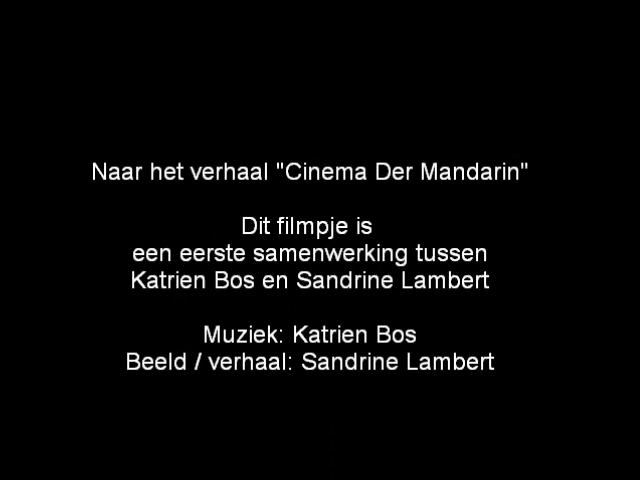 Naar het verhaal "Cinema Der Mandarin"
Dit filmpje is
een eerste samenwerking tussen
Katrien Bos en Sandrine Lambert
Muziek: Katrien Bos
Beeld / verhaal: Sandrine Lambert